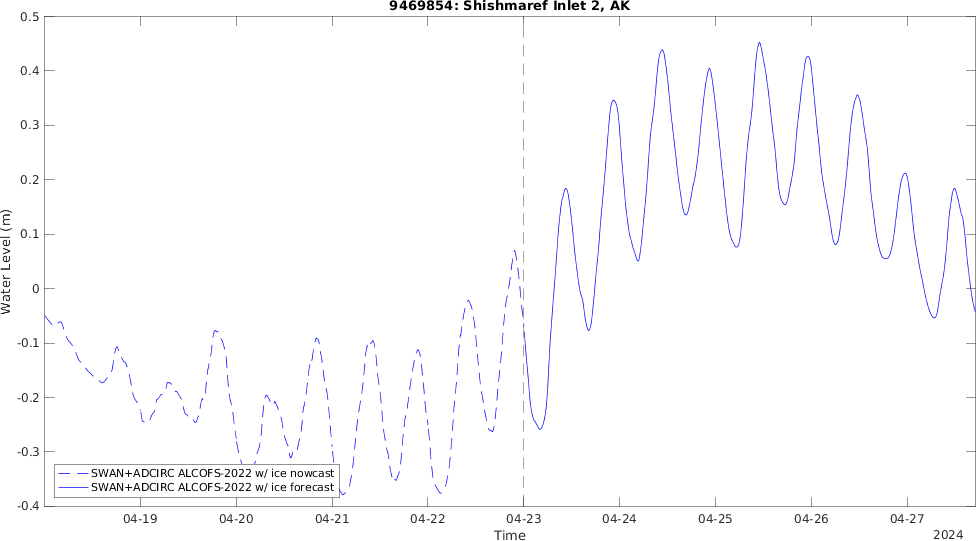 9469854: Shishmaref Inlet 2, AK
Water Level (m)
0.5
0.4
0.3
0.2
0.1
0
-0.1
-0.2
-0.3
-0.4
SWAN+ADCIRC ALCOFS-2022 w/ ice nowcast
SWAN+ADCIRC ALCOFS-2022 w/ ice forecast
04-19 04-20 04-21 04-22 04-23 04-24 04-25 04-26 04-27
Time
2024